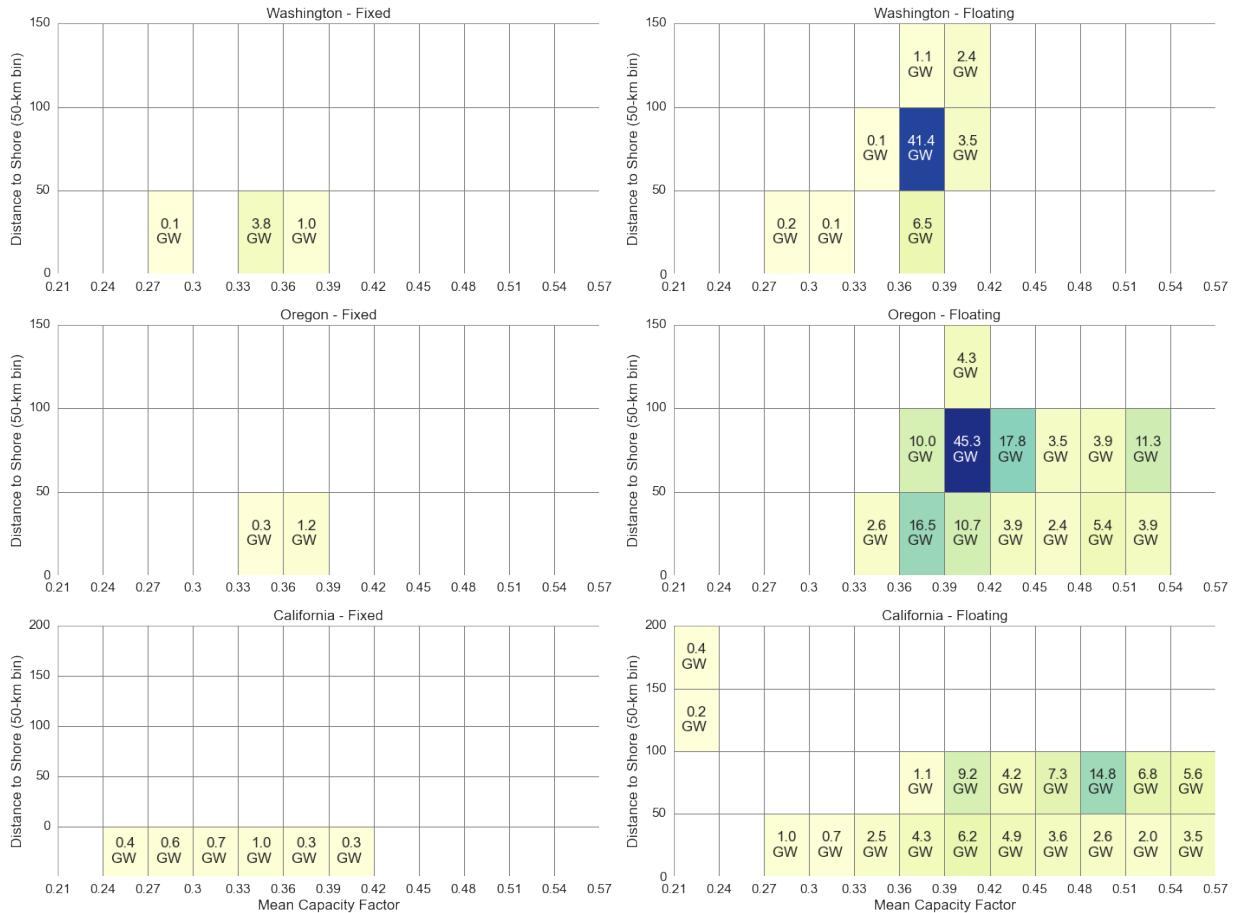 Washington - Fixed
Distance to Shore (50-km bin)
150
100
50
0
0.1
GW
3.8
GW
1.0
GW
0.21 0.24 0.27 0.3 0.33 0.36 0.39 0.42 0.45 0.48 0.51 0.54 0.57
Washington - Floating
Distance to Shore (50-km bin)
150
100
50
0
1.1
GW
2.4
GW
0.1
GW
41.4
GW
3.5
GW
0.2
GW
0.1
GW
6.5
GW
0.21 0.24 0.27 0.3 0.33 0.36 0.39 0.42 0.45 0.48 0.51 0.54 0.57
Oregon - Fixed
Distance to Shore (50-km bin)
150
100
50
0
0.3
GW
1.2
GW
0.21 0.24 0.27 0.3 0.33 0.36 0.39 0.42 0.45 0.48 0.51 0.54 0.57
Oregon - Floating
Distance to Shore (50-km bin)
150
100
50
0
4.3
GW
10.0
GW
45.3
GW
17.8
GW
3.5
GW
3.9
GW
11.3
GW
2.6
GW
16.5
GW
10.7
GW
3.9
GW
2.4
GW
5.4
GW
3.9
GW
0.21 0.24 0.27 0.3 0.33 0.36 0.39 0.42 0.45 0.48 0.51 0.54 0.57
California - Fixed
Distance to Shore (50-km bin)
200
150
100
50
0
0.4
GW
0.6
GW
0.7
GW
1.0
GW
0.3
GW
0.3
GW
0.21 0.24 0.27 0.3 0.33 0.36 0.39 0.42 0.45 0.48 0.51 0.54 0.57
Mean Capacity Factor
California - Floating
Distance to Shore (50-km bin)
200
150
100
50
0
0.4
GW
0.2
GW
1.1
GW
9.2
GW
4.2
GW
7.3
GW
14.8
GW
6.8
GW
5.6
GW
1.0
GW
0.7
GW
2.5
GW
4.3
GW
6.2
GW
4.9
GW
3.6
GW
2.6
GW
2.0
GW
3.5
GW
0.21 0.24 0.27 0.3 0.33 0.36 0.39 0.42 0.45 0.48 0.51 0.54 0.57
Mean Capacity Factor